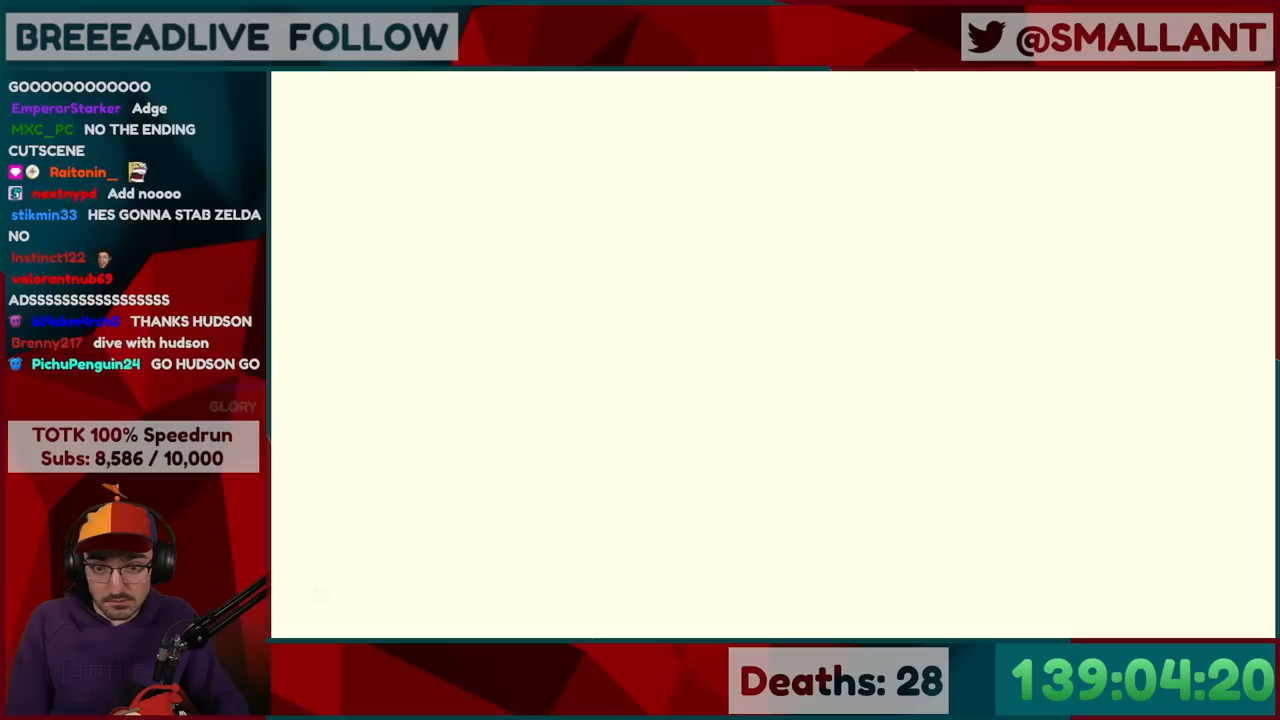 BREEEADLIVE FOLLOW
@SMALLANT
GOOOOOOOOOOOO
EmperorStarker Adge
MXC_PC NO THE ENDING
CUTSCENE
Raitonin_
nextnypd Add noooo
stikmin33 HES GONNA STAB ZELDA
NO
Instinct122
valorantnub69
ADSSSSSSSSSSSSSSSSS
THANKS HUDSON
Brenny217 dive with hudson
PichuPenguin24 GO HUDSON GO
GLORY
TOTK 100% Speedrun
Subs: 8,586 / 10,000
Deaths: 28
139:04:20